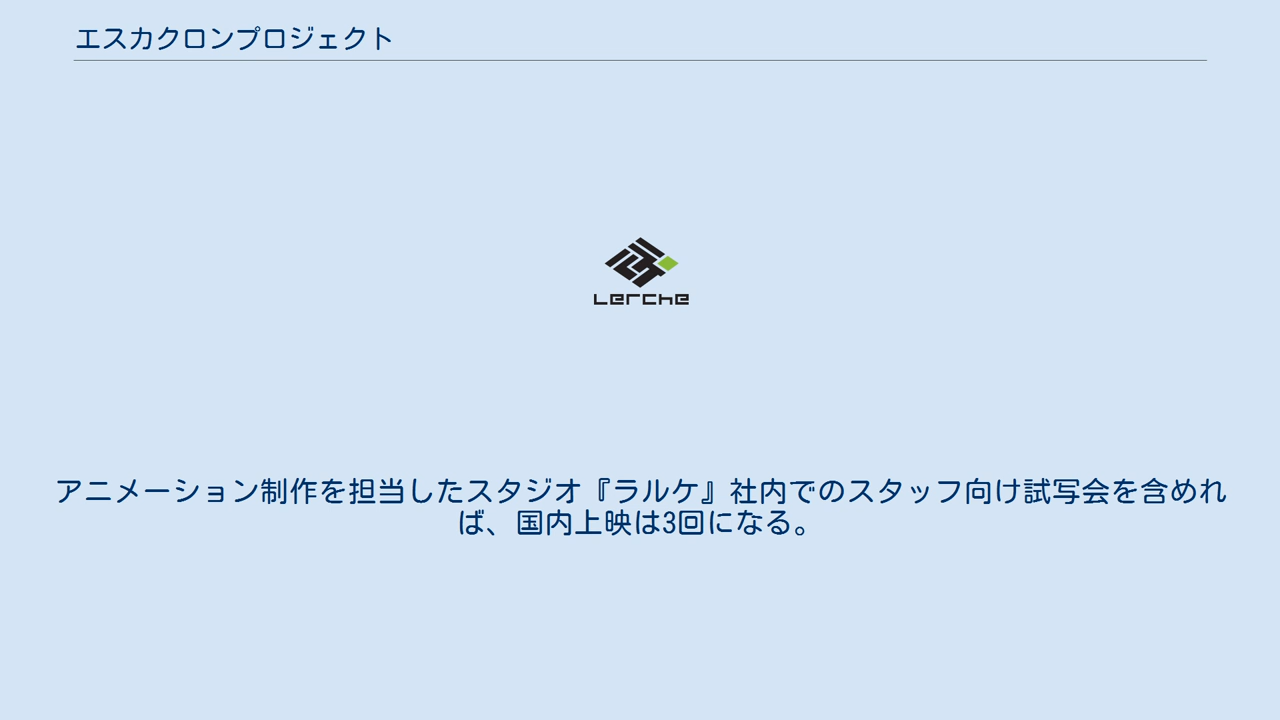 エスカクロンプロジェクト
Lerche
アニメーション制作を担当したスタジオ『ラルケ』社内でのスタッフ向け試写会を含めれ
ば、国内上映は3回になる。